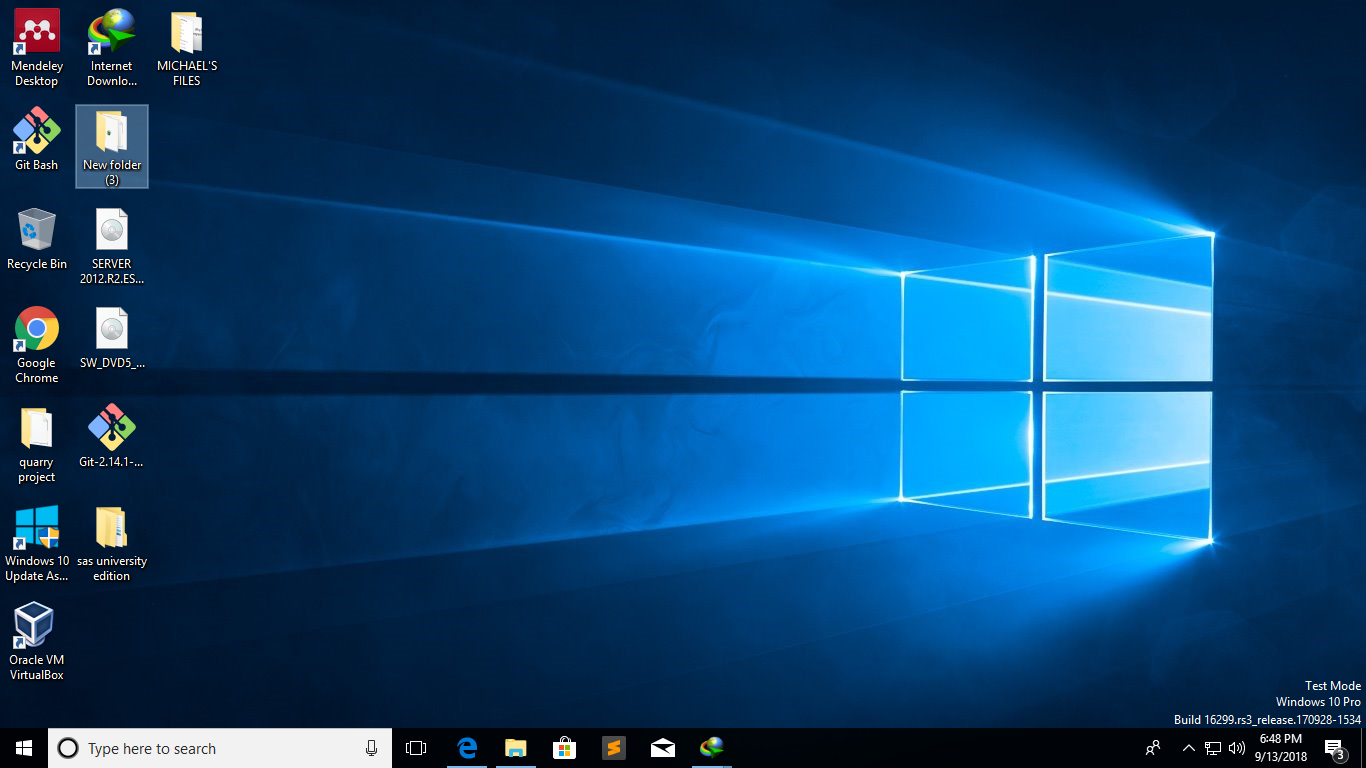 Mendeley
Desktop
Internet
Downlo...
MICHAEL'S
FILES
Git Bash
New folder
(3)
Recycle Bin
SERVER
2012.R2.ES...
Google
Chrome
SW_DVD5_...
quarry
project
Git-2.14.1-...
Windows 10
Update As...
sas university
edition
Oracle VM
VirtualBox
Test Mode
Windows 10 Pro
Build 16299.rs3_release.170928-1534
Type here to search
6:48 PM
9/13/2018
3